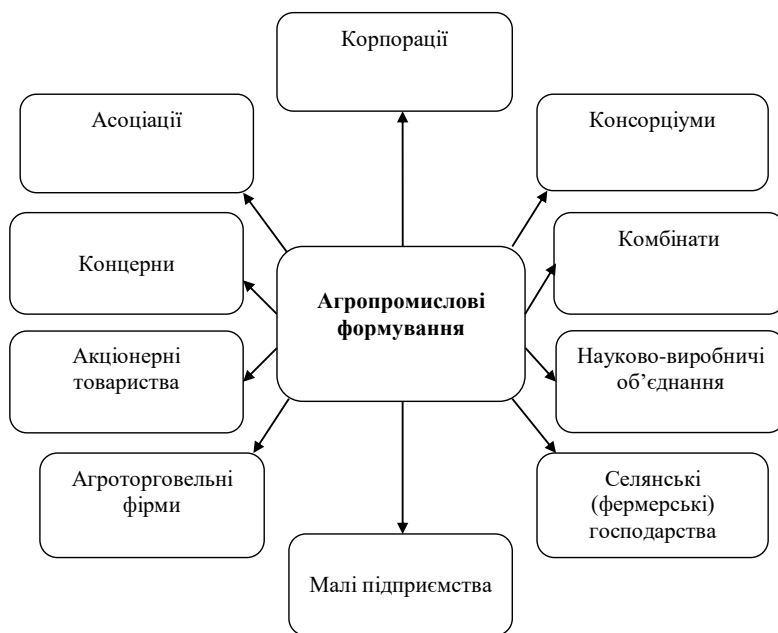 Корпорації
Асоціації
Консорціуми
Концерни
Комбінати
Агропромислові
формування
Акціонерні
товариства
Науково-виробничі
об’єднання
Агроторговельні
фірми
Селянські
(фермерські)
господарства
Малі підприємства